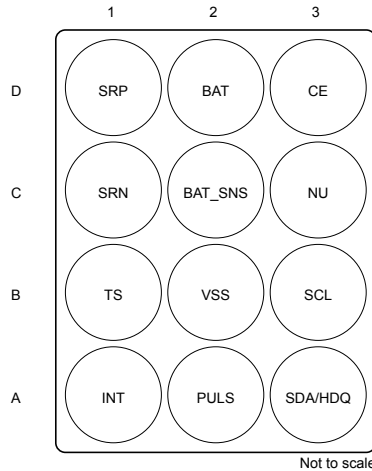 1 2 3
D SRP BAT CE
C SRN BAT_SNS NU
B TS VSS SCL
A INT PULS SDA/HDQ
Not to scale